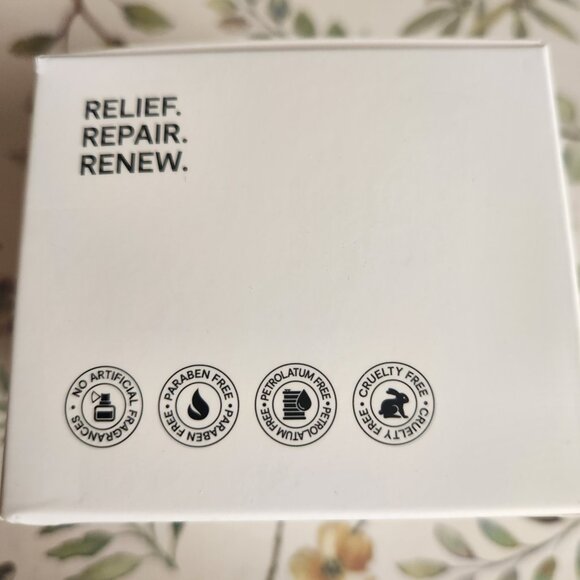 RELIEF.
REPAIR.
RENEW.
NO ARTIFICIAL FRAGRANCES •
PARABEN FREE • PARABEN FREE •
PETROLATUM FREE • PETROLATUM FREE •
CRUELTY FREE • CRUELTY FREE •